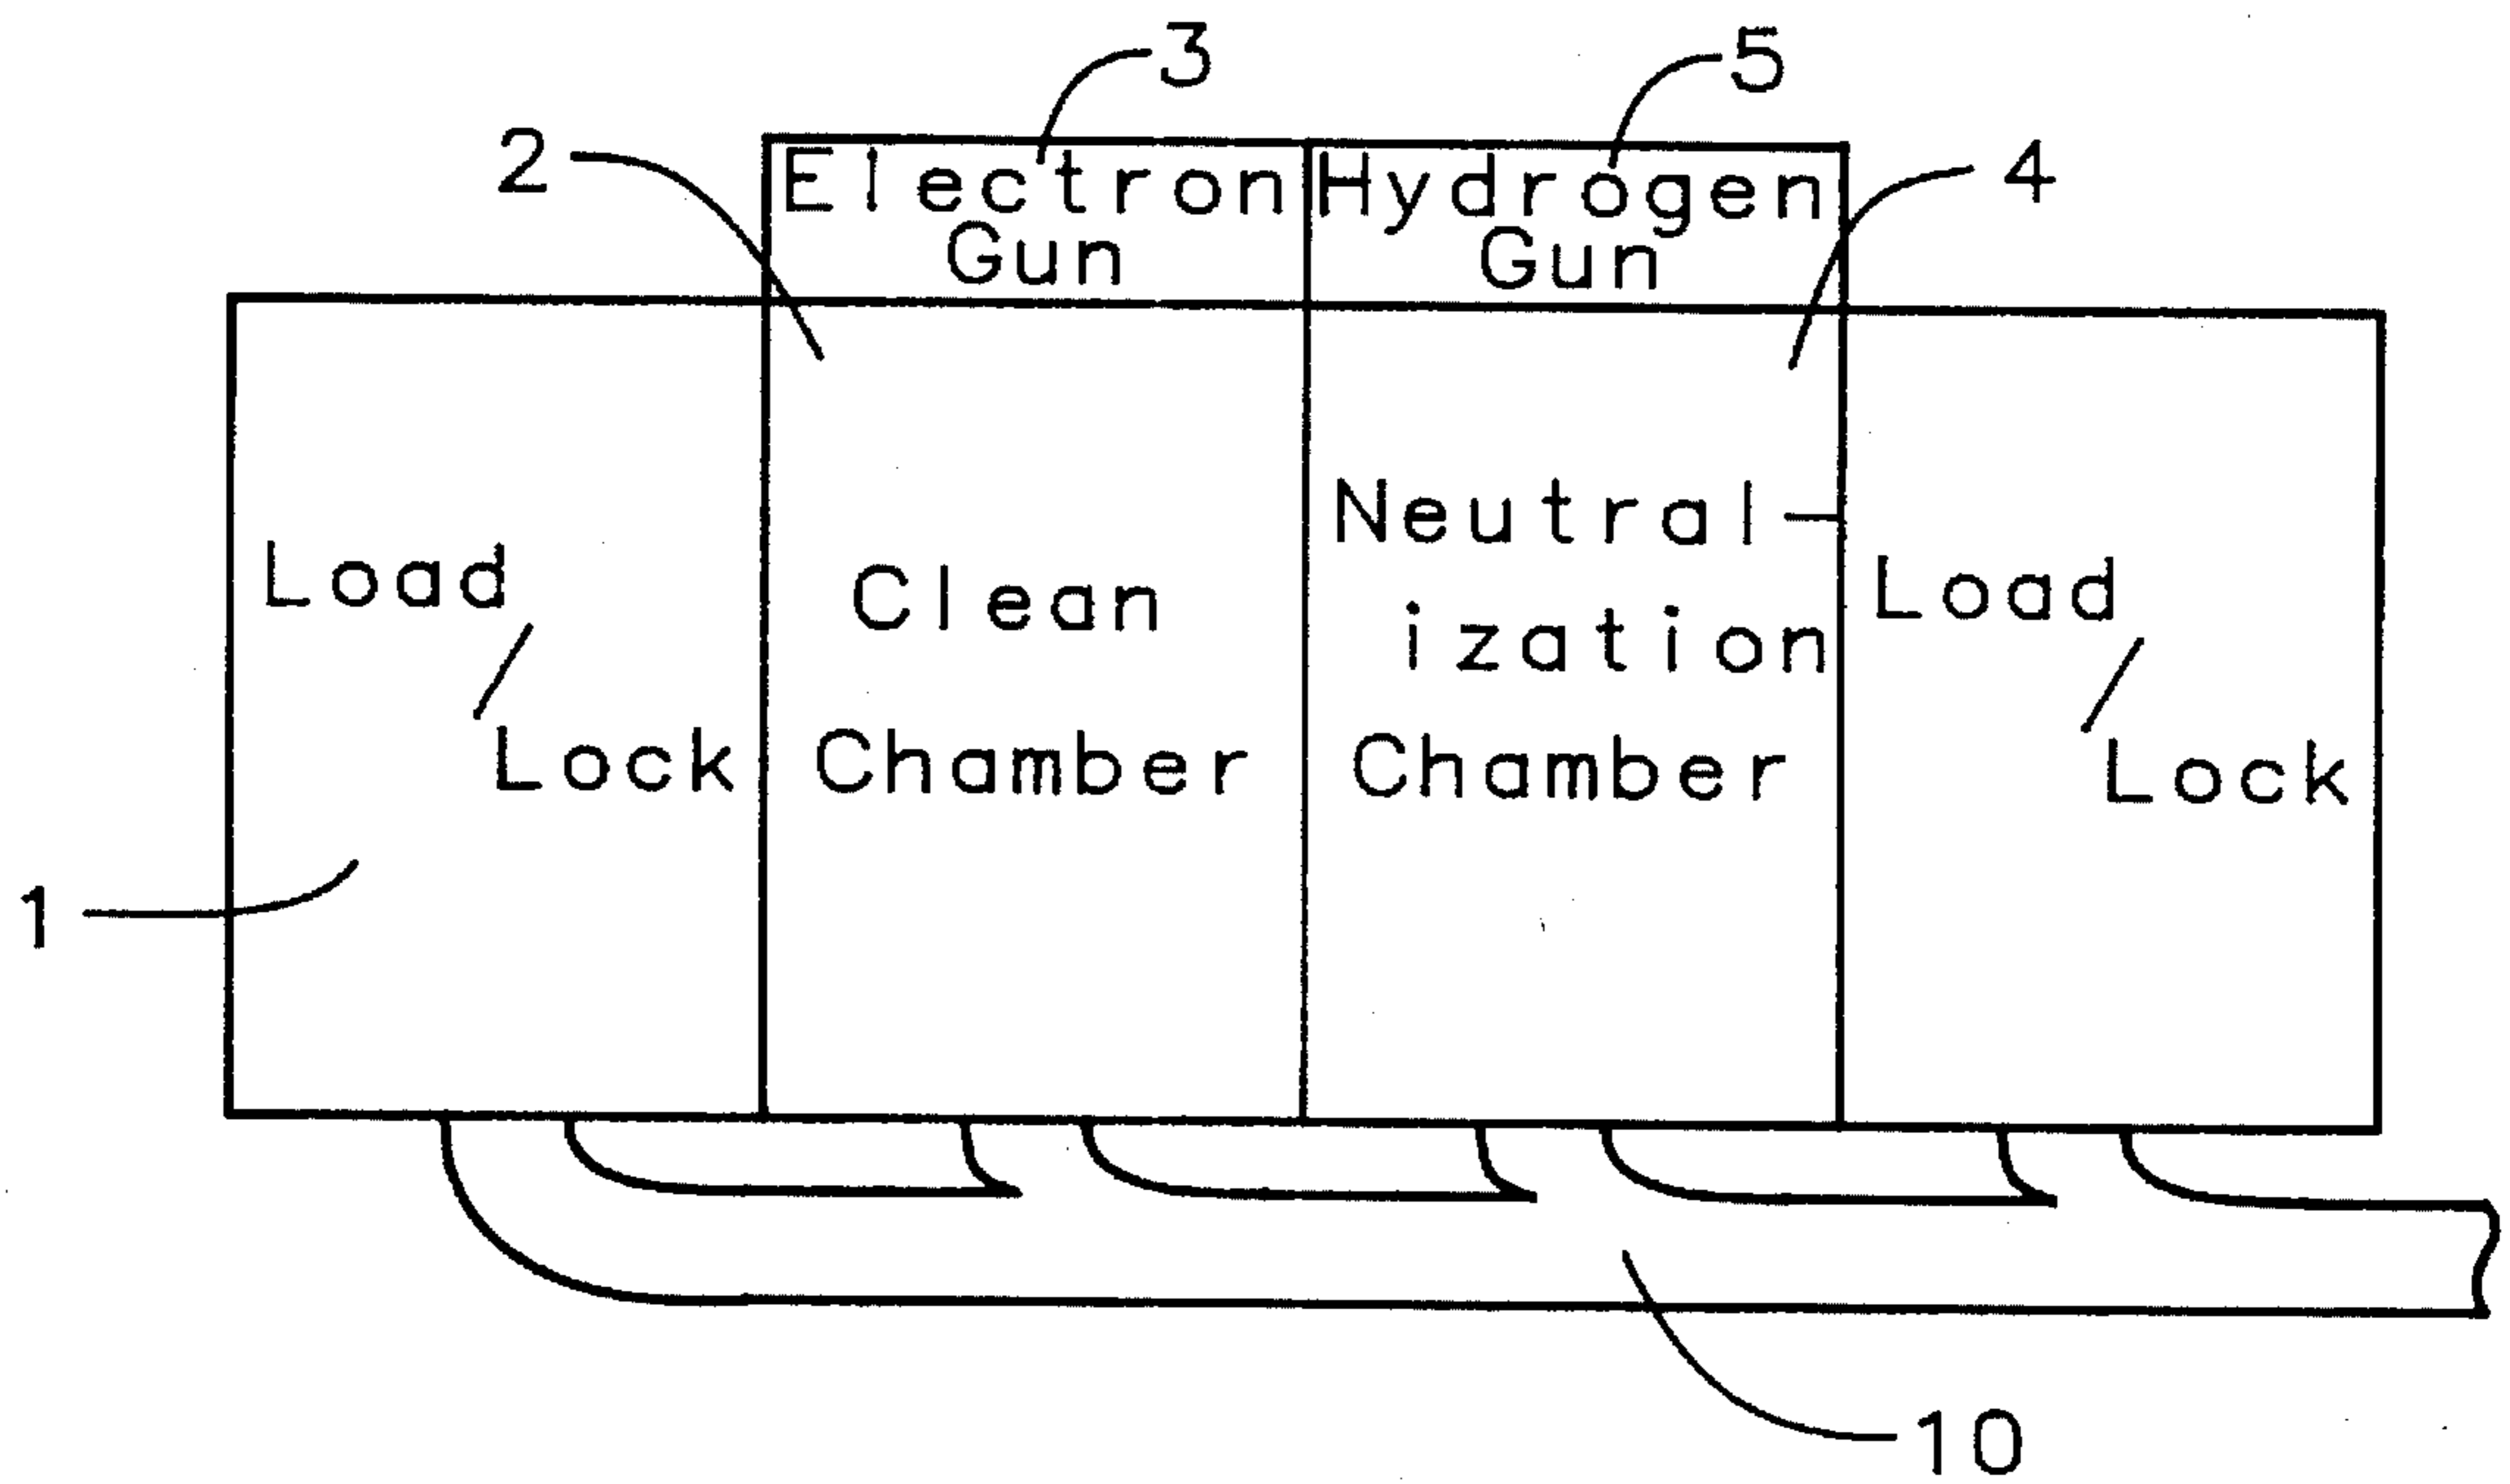 3
5
2
4
Electron
Gun
Hydrogen
Gun
Load
/
Lock
Clean
Chamber
Neutral-
ization
Chamber
Load
/
Lock
1
10